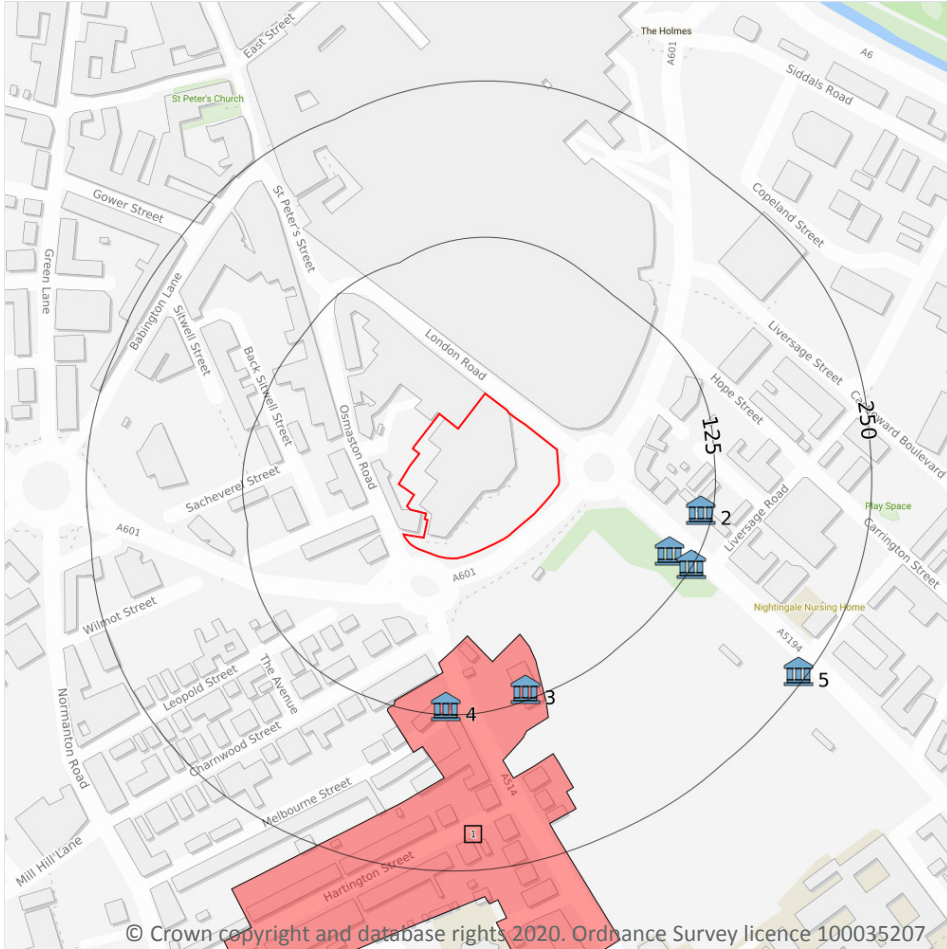 The Holmes
A601
A6
Siddals Road
East Street
St Peter's Church
Gower Street
St Peter's Street
Copeland Street
Green Lane
Babington Lane
Sitwell Street
Back Sitwell Street
London Road
Liversage Street
Hope Street
Castleward Boulevard
250
125
Osmaston Road
Sacheverel Street
2
Liversage Road
Play Space
Carrington Street
A601
A601
Wilmot Street
Nightingale Nursing Home
A5194
5
Leopold Street
The Avenue
3
4
Charnwood Street
Normanton Road
Melbourne Street
A514
1
Mill Hill Lane
Hartington Street
© Crown copyright and database rights 2020. Ordnance Survey licence 100035207.